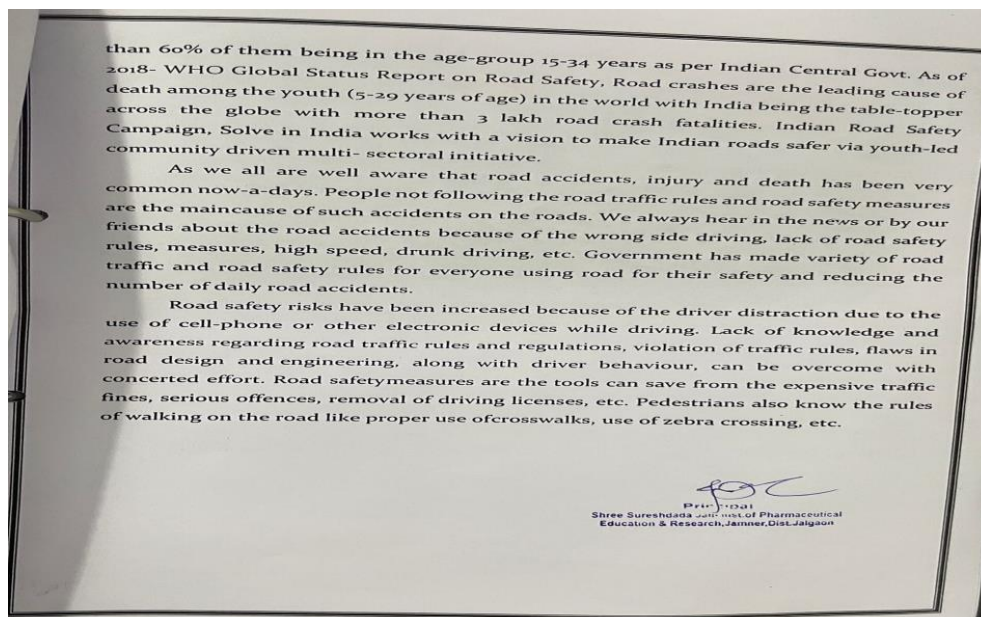 than 60% of them being in the age-group 15-34 years as per Indian Central Govt. As of
2018- WHO Global Status Report on Road Safety, Road crashes are the leading cause of
death among the youth (5-29 years of age) in the world with India being the table-topper
across the globe with more than 3 lakh road crash fatalities. Indian Road Safety
Campaign, Solve in India works with a vision to make Indian roads safer via youth-led
community driven multi- sectoral initiative.
As we all are well aware that road accidents, injury and death has been very
common now-a-days. People not following the road traffic rules and road safety measures
are the maincause of such accidents on the roads. We always hear in the news or by our
friends about the road accidents because of the wrong side driving, lack of road safety
rules, measures, high speed, drunk driving, etc. Government has made variety of road
traffic and road safety rules for everyone using road for their safety and reducing the
number of daily road accidents.
Road safety risks have been increased because of the driver distraction due to the
use of cell-phone or other electronic devices while driving. Lack of knowledge and
awareness regarding road traffic rules and regulations, violation of traffic rules, flaws in
road design and engineering, along with driver behaviour, can be overcome with
concerted effort. Road safetymeasures are the tools can save from the expensive traffic
fines, serious offences, removal of driving licenses, etc. Pedestrians also know the rules
of walking on the road like proper use ofcrosswalks, use of zebra crossing, etc.
Principal
Shree Sureshdada Jain Inst.of Pharmaceutical
Education & Research,Jamner,Dist.Jalgaon